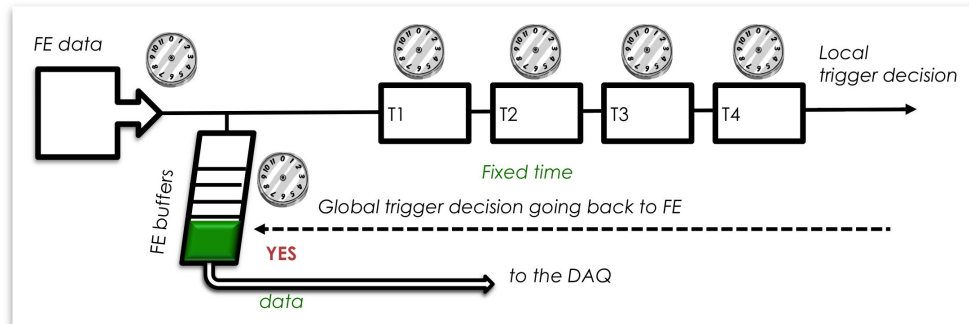 FE data
Local
trigger decision
T1
T2
T3
T4
Fixed time
FE buffers
Global trigger decision going back to FE
YES
to the DAQ
data